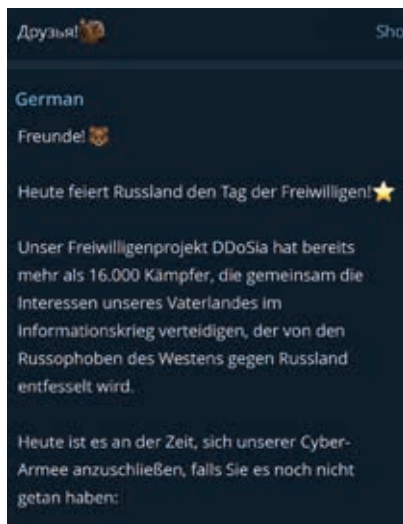 Друзья!🐻 Sho
German
Freunde! 🐻
Heute feiert Russland den Tag der Freiwilligen!⭐
Unser Freiwilligenprojekt DDoSia hat bereits
mehr als 16.000 Kämpfer, die gemeinsam die
Interessen unseres Vaterlandes im
Informationskrieg verteidigen, der von den
Russophoben des Westens gegen Russland
entfesselt wird.
Heute ist es an der Zeit, sich unserer Cyber-
Armee anzuschließen, falls Sie es noch nicht
getan haben: